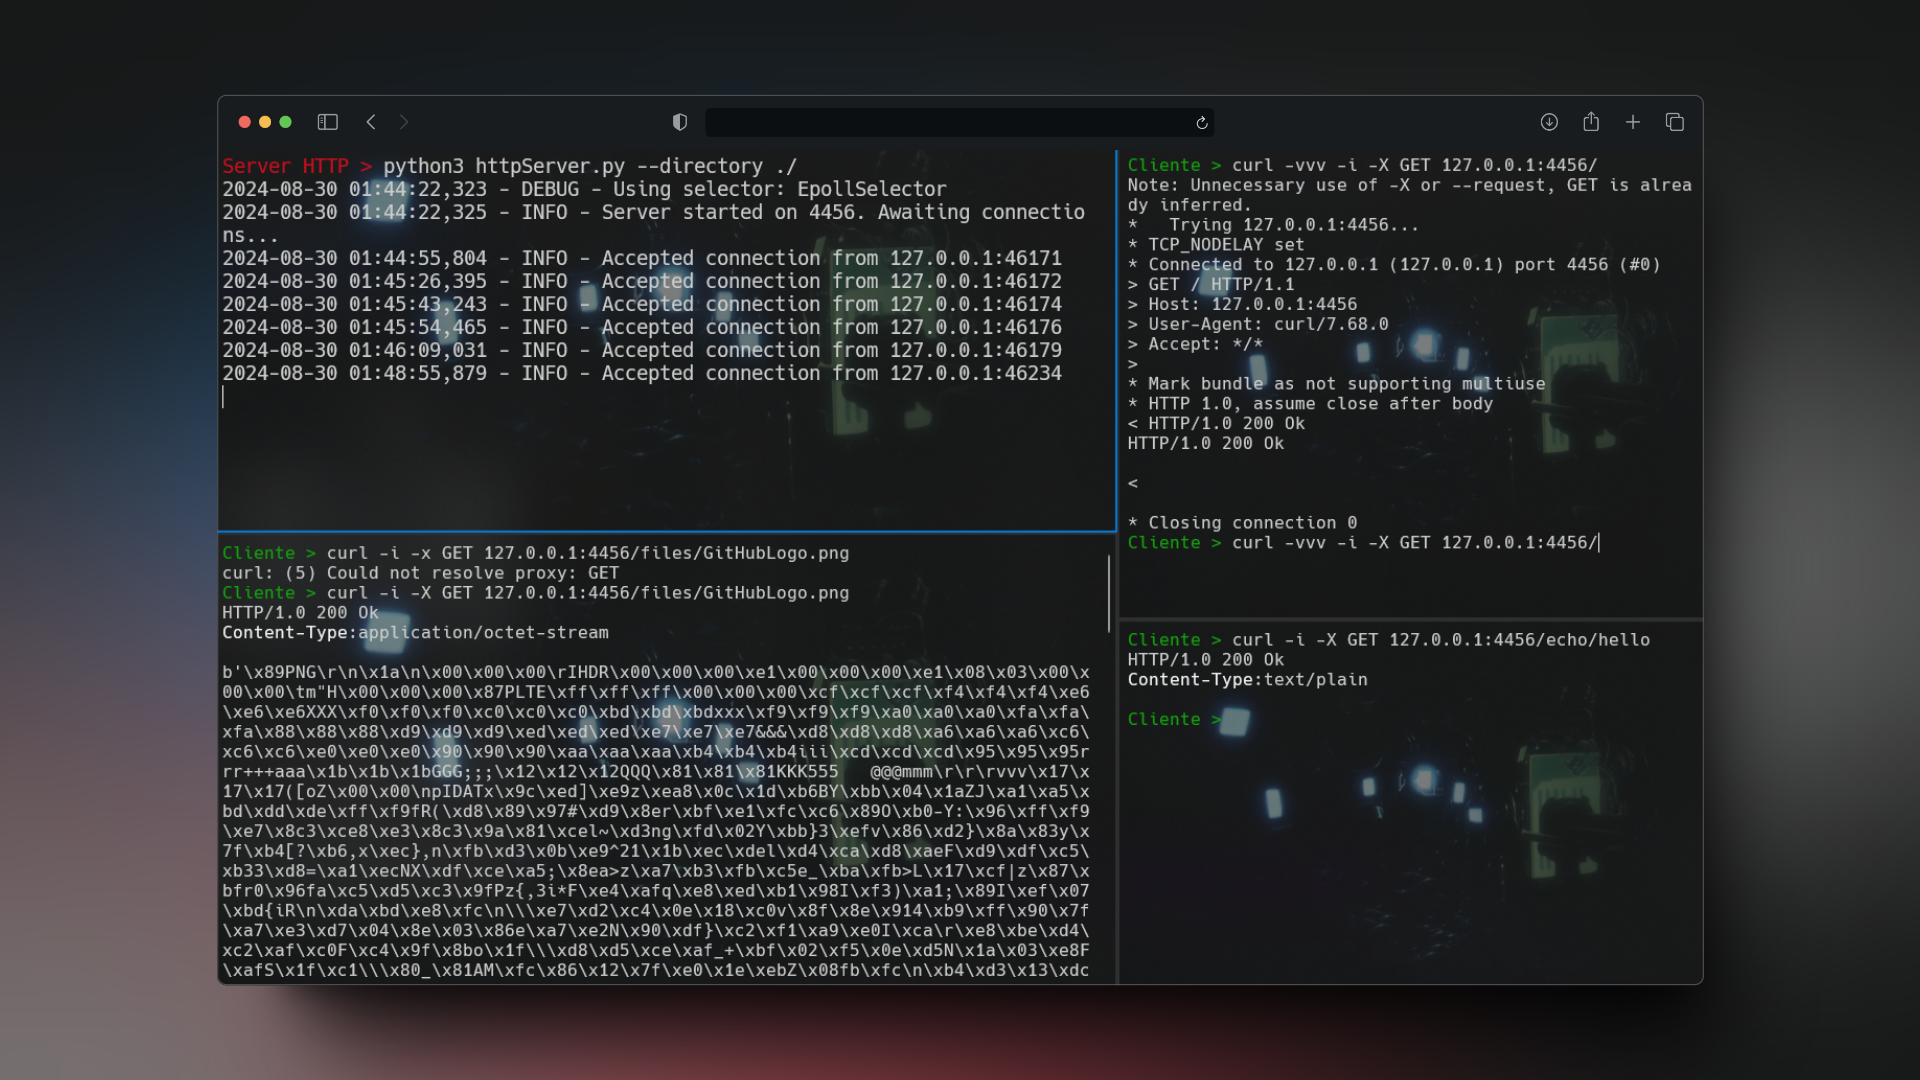 Server HTTP > python3 httpServer.py --directory ./
2024-08-30 01:44:22,323 - DEBUG - Using selector: EpollSelector
2024-08-30 01:44:22,325 - INFO - Server started on 4456. Awaiting connectio
ns...
2024-08-30 01:44:55,804 - INFO - Accepted connection from 127.0.0.1:46171
2024-08-30 01:45:26,395 - INFO - Accepted connection from 127.0.0.1:46172
2024-08-30 01:45:43,243 - INFO - Accepted connection from 127.0.0.1:46174
2024-08-30 01:45:54,465 - INFO - Accepted connection from 127.0.0.1:46176
2024-08-30 01:46:09,031 - INFO - Accepted connection from 127.0.0.1:46179
2024-08-30 01:48:55,879 - INFO - Accepted connection from 127.0.0.1:46234
Cliente > curl -i -x GET 127.0.0.1:4456/files/GitHubLogo.png
curl: (5) Could not resolve proxy: GET
Cliente > curl -i -X GET 127.0.0.1:4456/files/GitHubLogo.png
HTTP/1.0 200 Ok
Content-Type:application/octet-stream
b'\x89PNG\r\n\x1a\n\x00\x00\x00\rIHDR\x00\x00\x00\xe1\x00\x00\x00\xe1\x08\x03\x00\x
00\x00\tm"H\x00\x00\x00\x87PLTE\xff\xff\xff\x00\x00\x00\xcf\xcf\xcf\xf4\xf4\xf4\xe6
\xe6\xe6XXX\xf0\xf0\xf0\xc0\xc0\xc0\xbd\xbd\xbdxxx\xf9\xf9\xf9\xa0\xa0\xa0\xfa\xfa\
xfa\x88\x88\x88\xd9\xd9\xd9\xed\xed\xed\xe7\xe7\xe7&&&\xd8\xd8\xd8\xa6\xa6\xa6\xc6\
xc6\xc6\xe0\xe0\xe0\x90\x90\x90\xaa\xaa\xaa\xb4\xb4\xb4iii\xcd\xcd\xcd\x95\x95\x95r
rr+++aaa\x1b\x1b\x1bGGG;;;\x12\x12\x12QQQ\x81\x81\x81KKK555   @@@mmm\r\r\rvvv\x17\x
17\x17([oZ\x00\x00\npIDATx\x9c\xed]\xe9z\xea8\x0c\x1d\xb6BY\xbb\x04\x1aZJ\xa1\xa5\x
bd\xdd\xde\xff\xf9fR(\xd8\x89\x97#\xd9\x8er\xbf\xe1\xfc\xc6\x89O\xb0-Y:\x96\xff\xf9
\xe7\x8c3\xce8\xe3\x8c3\x9a\x81\xcel~\xd3ng\xfd\x02Y\xbb}3\xefv\x86\xd2}\x8a\x83y\x
7f\xb4[?\xb6,x\xec},n\xfb\xd3\x0b\xe9^21\x1b\xec\xdel\xd4\xca\xd8\xaeF\xd9\xdf\xc5\
xb33\xd8=\xa1\xecNX\xdf\xce\xa5;\x8ea>z\xa7\xb3\xfb\xc5e_\xba\xfb>L\x17\xcf|z\x87\x
bfr0\x96fa\xc5\xd5\xc3\x9fPz{,3i*F\xe4\xafq\xe8\xed\xb1\x98I\xf3)\xa1;\x89I\xef\x07
\xbd{iR\n\xda\xbd\xe8\xfc\n\\\xe7\xd2\xc4\x0e\x18\xc0v\x8f\x8e\x914\xb9\xff\x90\x7f
\xa7\xe3\xd7\x04\x8e\x03\x86e\xa7\xe2N\x90\xdf}\xc2\xf1\xa9\xe0I\xca\r\xe8\xbe\xd4\
xc2\xaf\xc0F\xc4\x9f\x8bo\x1f\\\xd8\xd5\xce\xaf_+\xbf\x02\xf5\x0e\xd5N\x1a\x03\xe8F
\xafS\x1f\xc1\\\x80_\x81AM\xfc\x86\x12\x7f\xe0\x1e\xebZ\x08fb\xfc\n\xb4\xd3\x13\xdc
Cliente > curl -vvv -i -X GET 127.0.0.1:4456/
Note: Unnecessary use of -X or --request, GET is alrea
dy inferred.
*   Trying 127.0.0.1:4456...
* TCP_NODELAY set
* Connected to 127.0.0.1 (127.0.0.1) port 4456 (#0)
> GET / HTTP/1.1
> Host: 127.0.0.1:4456
> User-Agent: curl/7.68.0
> Accept: */*
>
* Mark bundle as not supporting multiuse
* HTTP 1.0, assume close after body
< HTTP/1.0 200 Ok
HTTP/1.0 200 Ok
<
* Closing connection 0
Cliente > curl -vvv -i -X GET 127.0.0.1:4456/
Cliente > curl -i -X GET 127.0.0.1:4456/echo/hello
HTTP/1.0 200 Ok
Content-Type:text/plain
Cliente >